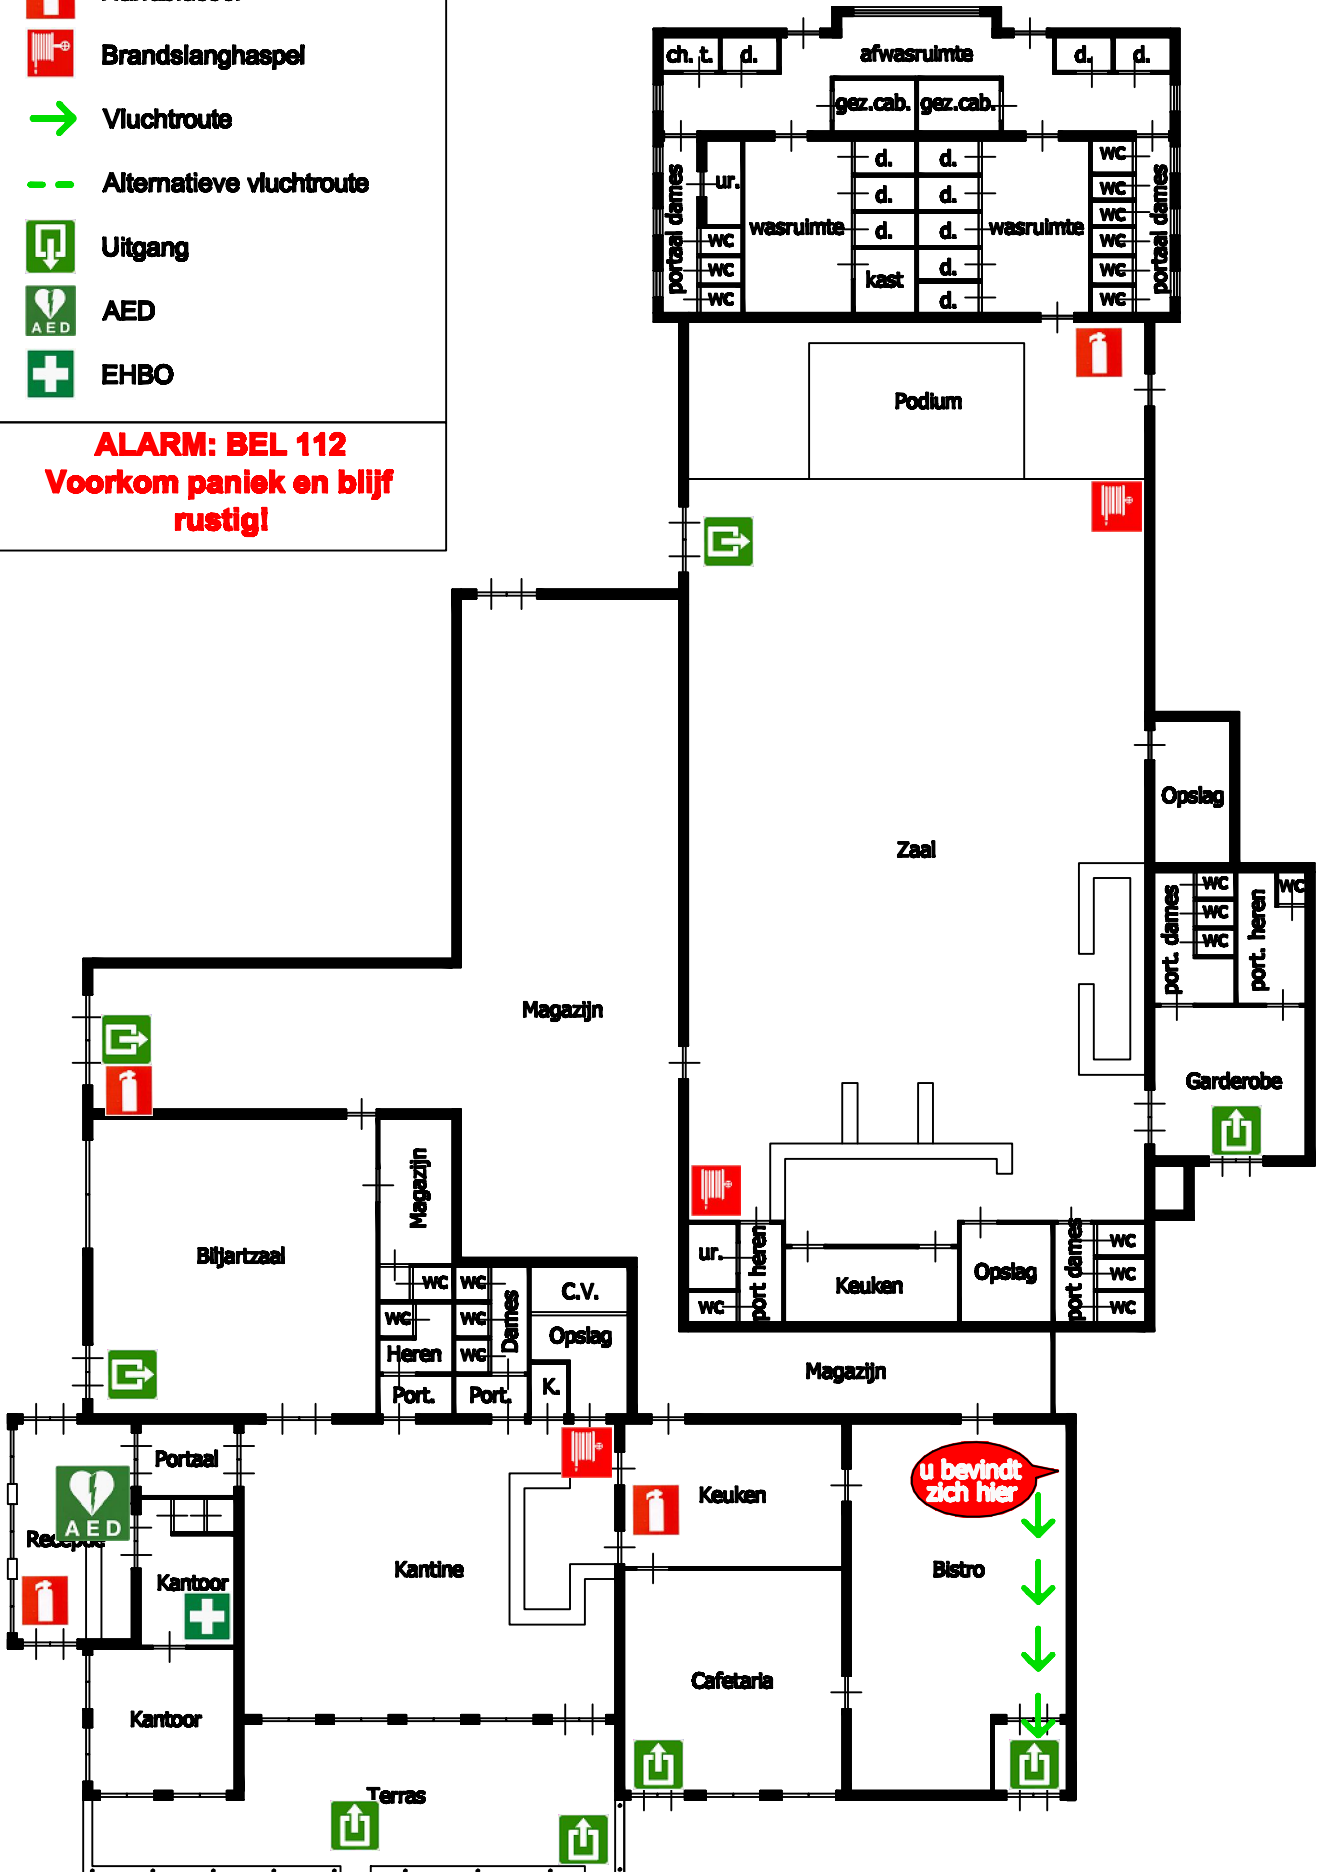 Brandslanghaspel
Vluchtroute
Alternatieve vluchtroute
Uitgang
AED
AED
EHBO
ALARM: BEL 112
Voorkom paniek en blijf
rustig!
ch. t.
d.
afwasruimte
d.
d.
gez.cab.
gez.cab.
portaal dames
ur.
wc
wc
wc
wasruimte
d.
d.
d.
kast
d.
d.
d.
d.
d.
wasruimte
wc
wc
wc
wc
wc
wc
portaal dames
Podium
Zaal
Opslag
port. dames
wc
wc
wc
port. heren
wc
Garderobe
Magazijn
Magazijn
Biljartzaal
wc
wc
Heren
Port.
wc
wc
wc
Dames
Port.
C.V.
Opslag
K.
ur.
wc
port heren
Keuken
Opslag
port dames
wc
wc
wc
Magazijn
Portaal
AED
Receptie
Kantoor
Kantoor
Kantine
Keuken
Cafetaria
u bevindt
zich hier
Bistro
Terras